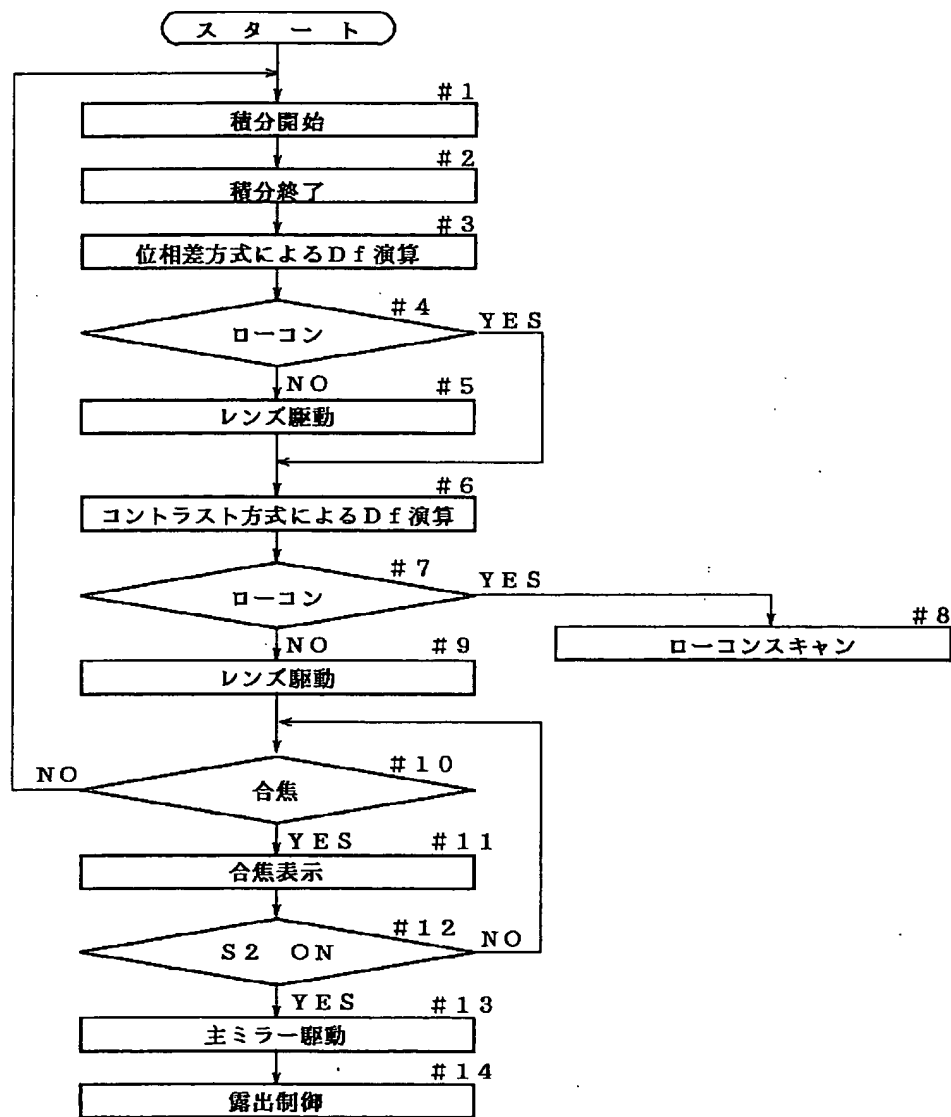 スタート
#1
積分開始
#2
積分終了
#3
位相差方式によるDf演算
#4
ローコン
YES
NO
#5
レンズ駆動
#6
コントラスト方式によるDf演算
#7
ローコン
YES
#8
ローコンスキャン
NO
#9
レンズ駆動
#10
合焦
NO
YES
#11
合焦表示
#12
S2 ON
NO
YES
#13
主ミラー駆動
#14
露出制御